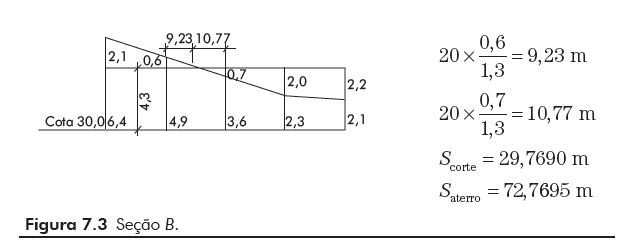 9,23 10,77
2,1
0,6
0,7
2,0
2,2
4,3
Cota 30,0
6,4
4,9
3,6
2,3
2,1
20 × 0,6/1,3 = 9,23 m
20 × 0,7/1,3 = 10,77 m
Scorte = 29,7690 m
Saterro = 72,7695 m
Figura 7.3 Seção B.